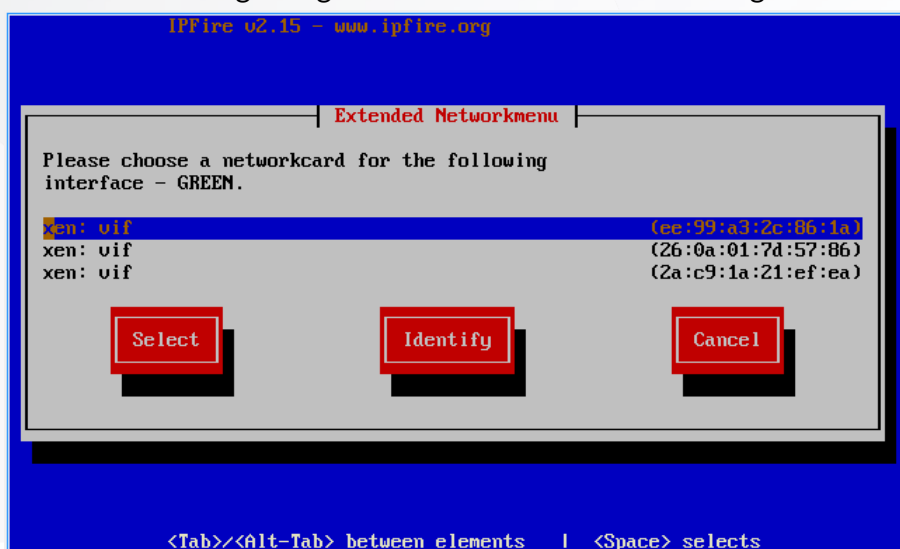 IPFire v2.15 - www.ipfire.org
Extended Networkmenu
Please choose a networkcard for the following
interface - GREEN.
xen: vif (ee:99:a3:2c:86:1a)
xen: vif (26:0a:01:7d:57:86)
xen: vif (2a:c9:1a:21:ef:ea)
Select Identify Cancel
<Tab>/<Alt-Tab> between elements | <Space> selects